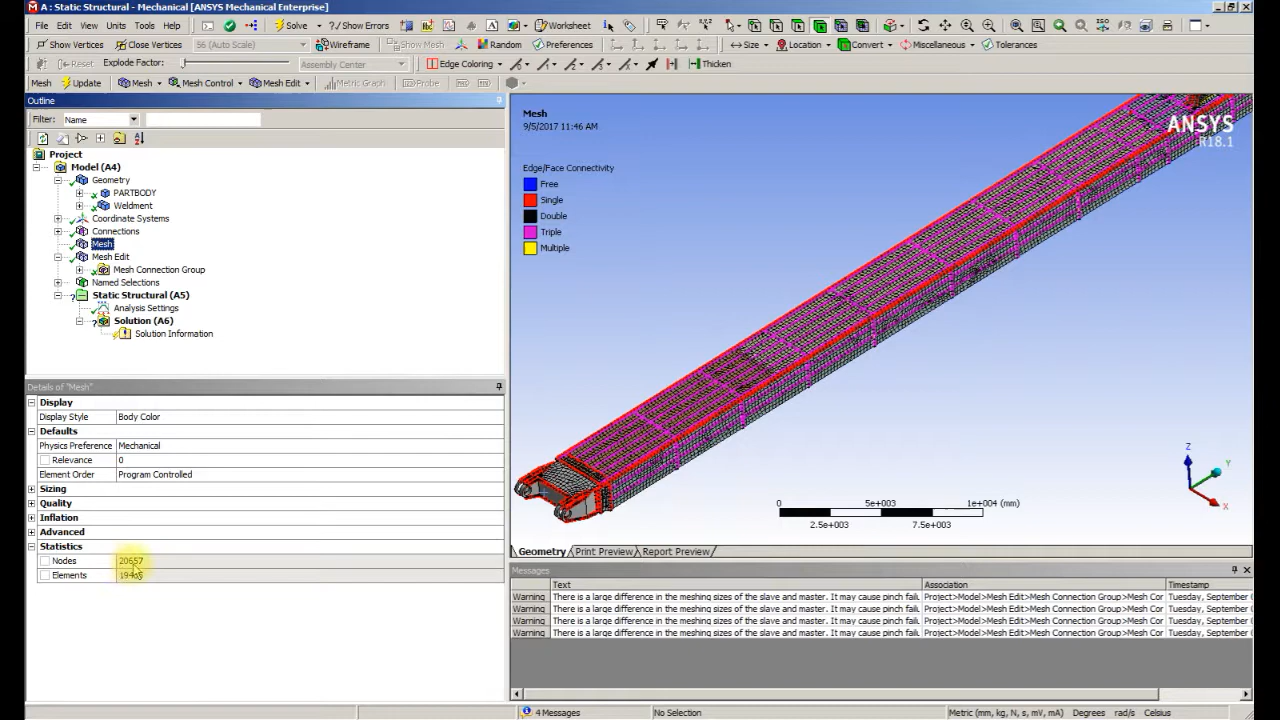 A : Static Structural - Mechanical [ANSYS Mechanical Enterprise]
File Edit View Units Tools Help Solve ?/Show Errors Worksheet
Show Vertices Close Vertices 56 (Auto Scale) Wireframe Show Mesh Random Preferences Size Location Convert Miscellaneous Tolerances
Reset Explode Factor: Assembly Center Edge Coloring Thicken
Mesh Update Mesh Mesh Control Mesh Edit Metric Graph Probe
Outline
Filter: Name
Project
Model (A4)
Geometry
PARTBODY
Weldment
Coordinate Systems
Connections
Mesh
Mesh Edit
Mesh Connection Group
Named Selections
Static Structural (A5)
Analysis Settings
Solution (A6)
Solution Information
Details of "Mesh"
Display
Display Style Body Color
Defaults
Physics Preference Mechanical
Relevance 0
Element Order Program Controlled
Sizing
Quality
Inflation
Advanced
Statistics
Nodes 20657
Elements
Mesh
9/5/2017 11:46 AM
Edge/Face Connectivity
Free
Single
Double
Triple
Multiple
ANSYS
R18.1
Z
Y
X
0 5e+003 1e+004 (mm)
2.5e+003 7.5e+003
Geometry Print Preview Report Preview
Messages
Text Association Timestamp
Warning There is a large difference in the meshing sizes of the slave and master. It may cause pinch fail. Project>Model>Mesh Edit>Mesh Connection Group>Mesh Cor Tuesday, September
Warning There is a large difference in the meshing sizes of the slave and master. It may cause pinch fail. Project>Model>Mesh Edit>Mesh Connection Group>Mesh Cor Tuesday, September
Warning There is a large difference in the meshing sizes of the slave and master. It may cause pinch fail. Project>Model>Mesh Edit>Mesh Connection Group>Mesh Cor Tuesday, September
Warning There is a large difference in the meshing sizes of the slave and master. It may cause pinch fail. Project>Model>Mesh Edit>Mesh Connection Group>Mesh Cor Tuesday, September
4 Messages No Selection Metric (mm, kg, N, s, mV, mA) Degrees rad/s Celsius